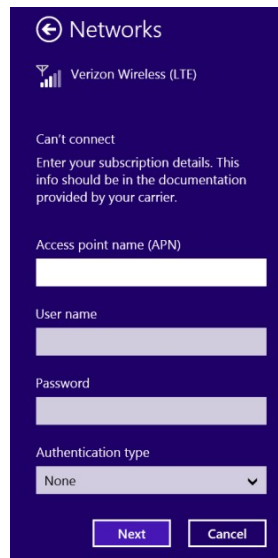 Networks
Verizon Wireless (LTE)
Can't connect
Enter your subscription details. This
info should be in the documentation
provided by your carrier.
Access point name (APN)
User name
Password
Authentication type
None
Next Cancel